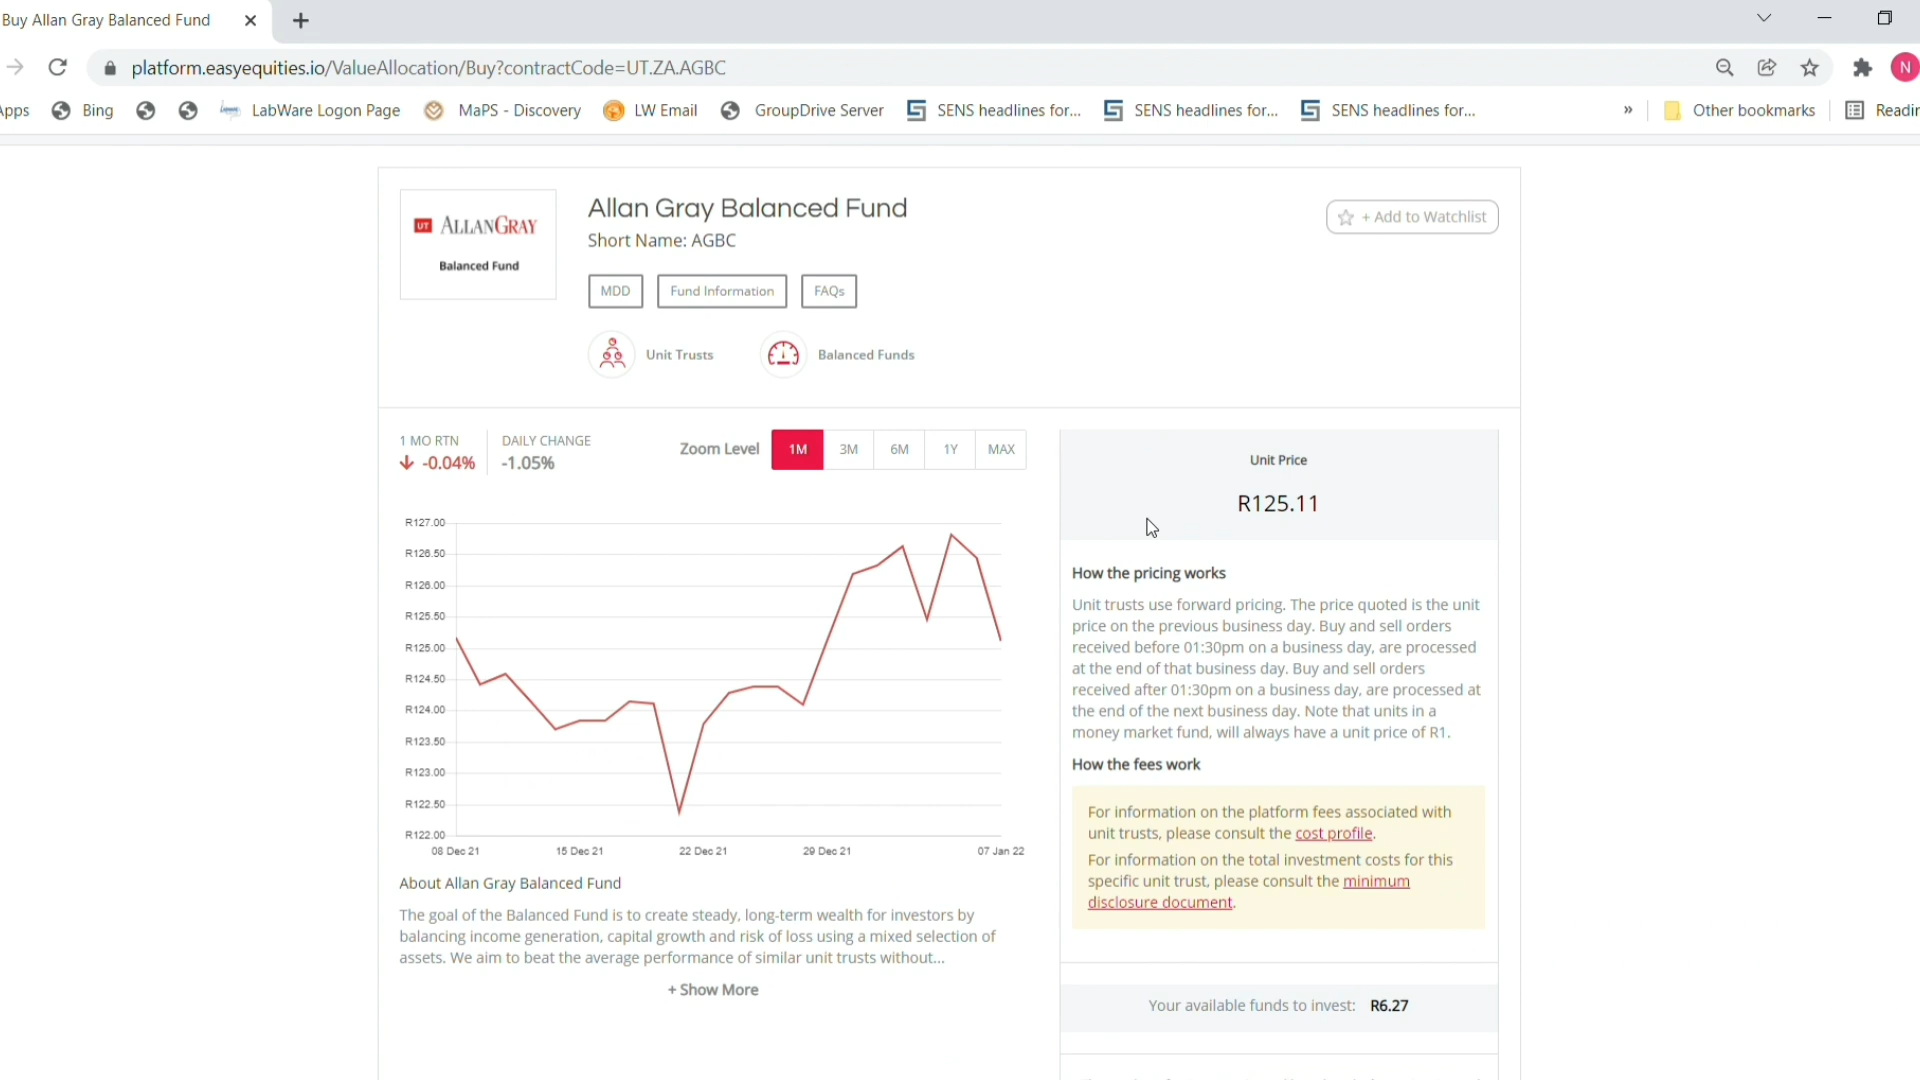 Buy Allan Gray Balanced Fund
platform.easyequities.io/ValueAllocation/Buy?contractCode=UT.ZA.AGBC
N
Apps Bing LabWare Logon Page MaPS - Discovery LW Email GroupDrive Server SENS headlines for... SENS headlines for... SENS headlines for... » Other bookmarks Readin
UT ALLANGRAY
Balanced Fund
Allan Gray Balanced Fund
Short Name: AGBC
+ Add to Watchlist
MDD Fund Information FAQs
Unit Trusts Balanced Funds
1 MO RTN DAILY CHANGE
-0.04% -1.05%
Zoom Level 1M 3M 6M 1Y MAX
R127.00
R126.50
R126.00
R125.50
R125.00
R124.50
R124.00
R123.50
R123.00
R122.50
R122.00
08 Dec 21 15 Dec 21 22 Dec 21 29 Dec 21 07 Jan 22
About Allan Gray Balanced Fund
The goal of the Balanced Fund is to create steady, long-term wealth for investors by
balancing income generation, capital growth and risk of loss using a mixed selection of
assets. We aim to beat the average performance of similar unit trusts without...
+ Show More
Unit Price
R125.11
How the pricing works
Unit trusts use forward pricing. The price quoted is the unit
price on the previous business day. Buy and sell orders
received before 01:30pm on a business day, are processed
at the end of that business day. Buy and sell orders
received after 01:30pm on a business day, are processed at
the end of the next business day. Note that units in a
money market fund, will always have a unit price of R1.
How the fees work
For information on the platform fees associated with
unit trusts, please consult the cost profile.
For information on the total investment costs for this
specific unit trust, please consult the minimum
disclosure document.
Your available funds to invest: R6.27